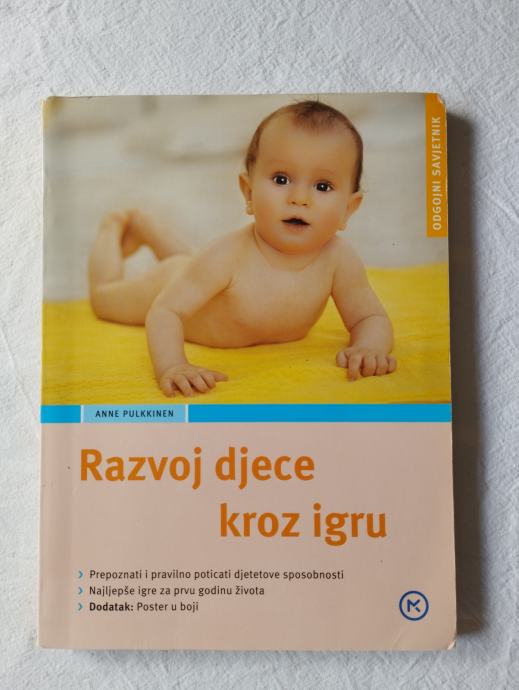 ODGOJNI SAVJETNIK
ANNE PULKKINEN
Razvoj djece
kroz igru
› Prepoznati i pravilno poticati djetetove sposobnosti
› Najljepše igre za prvu godinu života
› Dodatak: Poster u boji